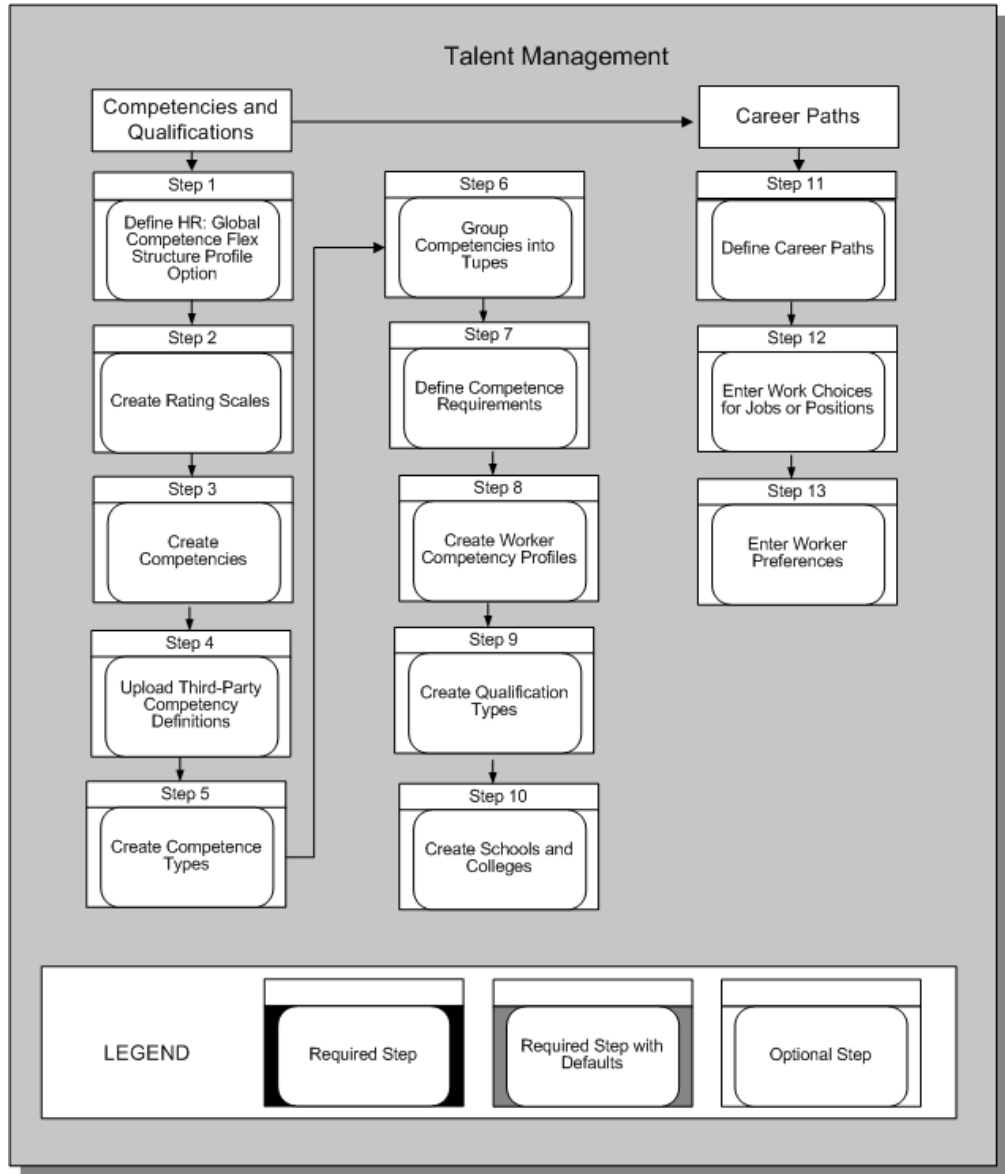 Talent Management
Competencies and
Qualifications
Step 1
Define HR: Global
Competence Flex
Structure Profile
Option
Step 2
Create Rating Scales
Step 3
Create
Competencies
Step 4
Upload Third-Party
Competency
Definitions
Step 5
Create Competence
Types
Step 6
Group
Competencies into
Tupes
Step 7
Define Competence
Requirements
Step 8
Create Worker
Competency Profiles
Step 9
Create Qualification
Types
Step 10
Create Schools and
Colleges
Career Paths
Step 11
Define Career Paths
Step 12
Enter Work Choices
for Jobs or Positions
Step 13
Enter Worker
Preferences
LEGEND
Required Step
Required Step with
Defaults
Optional Step